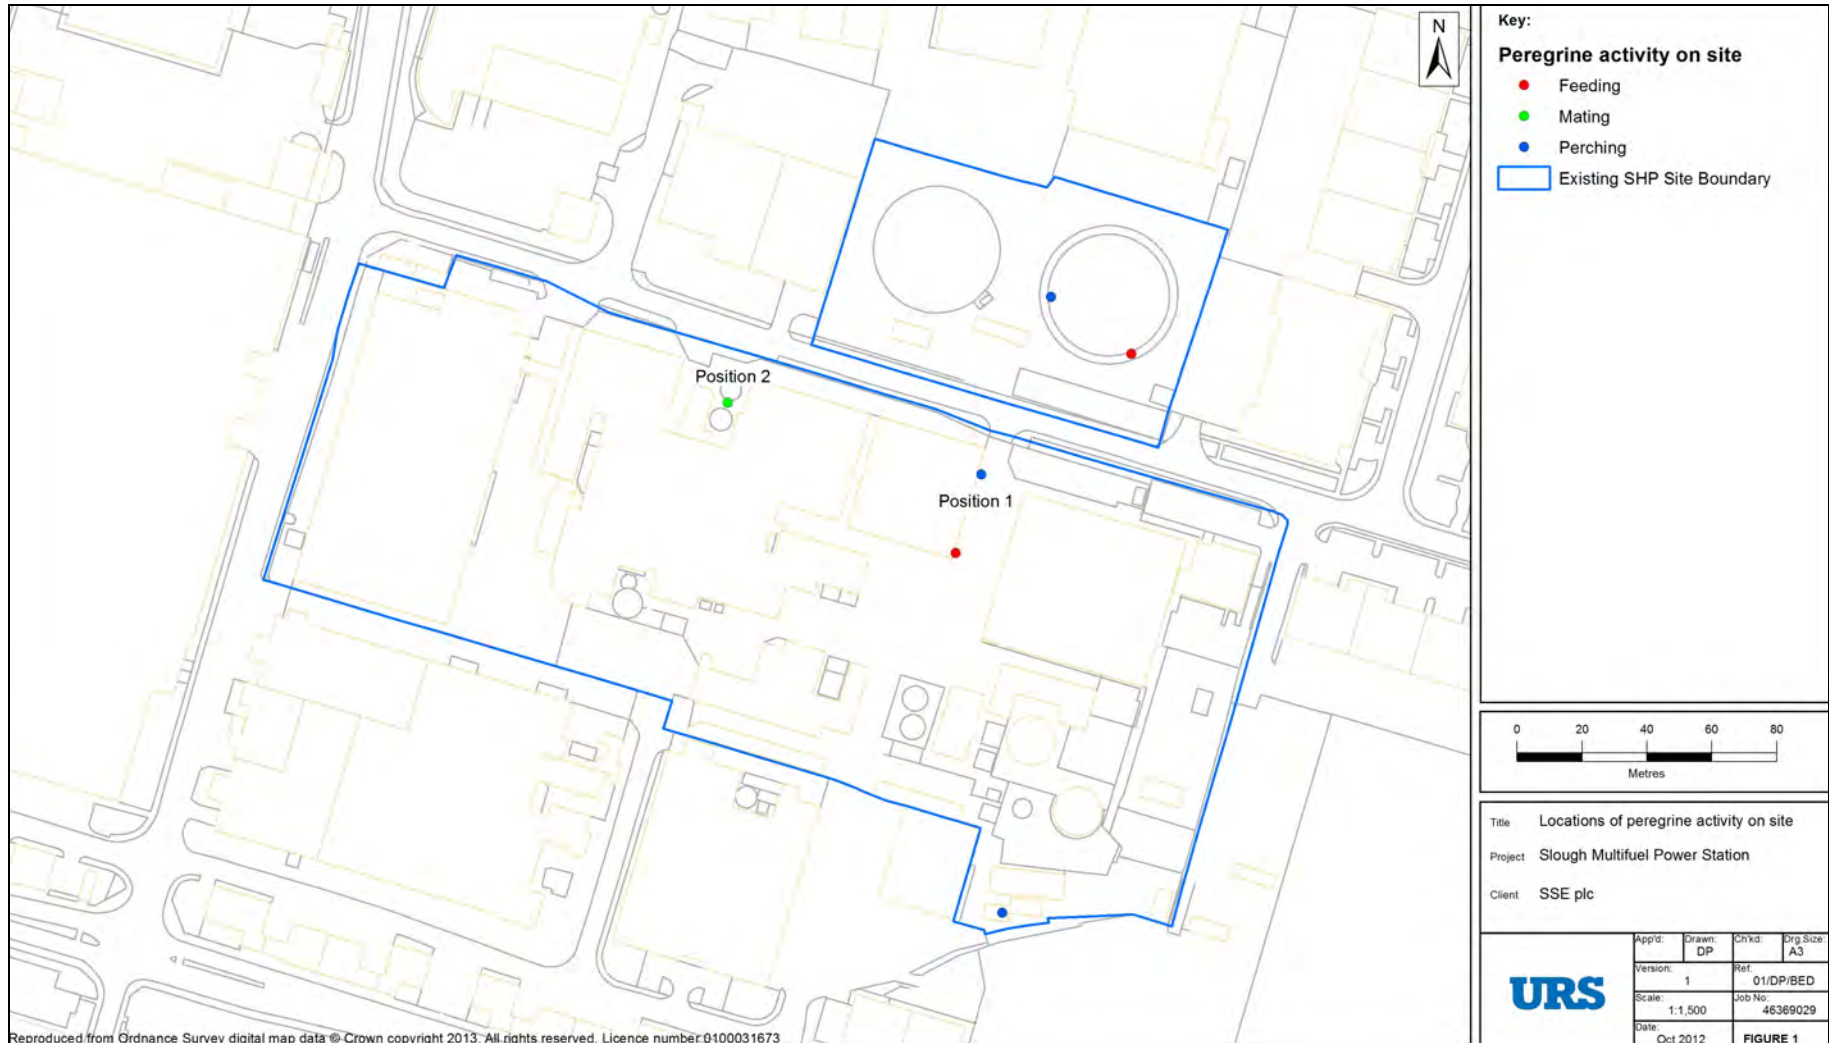 N
Position 2
Position 1
Reproduced from Ordnance Survey digital map data © Crown copyright 2013. All rights reserved. Licence number 0100031673
Key:
Peregrine activity on site
Feeding
Mating
Perching
Existing SHP Site Boundary
0 20 40 60 80
Metres
Title Locations of peregrine activity on site
Project Slough Multifuel Power Station
Client SSE plc
URS
App'd: Drawn: DP Ch'kd: Drg.Size: A3
Version: 1 Ref: 01/DP/BED
Scale: 1:1,500 Job No: 46369029
Date: Oct 2012 FIGURE 1